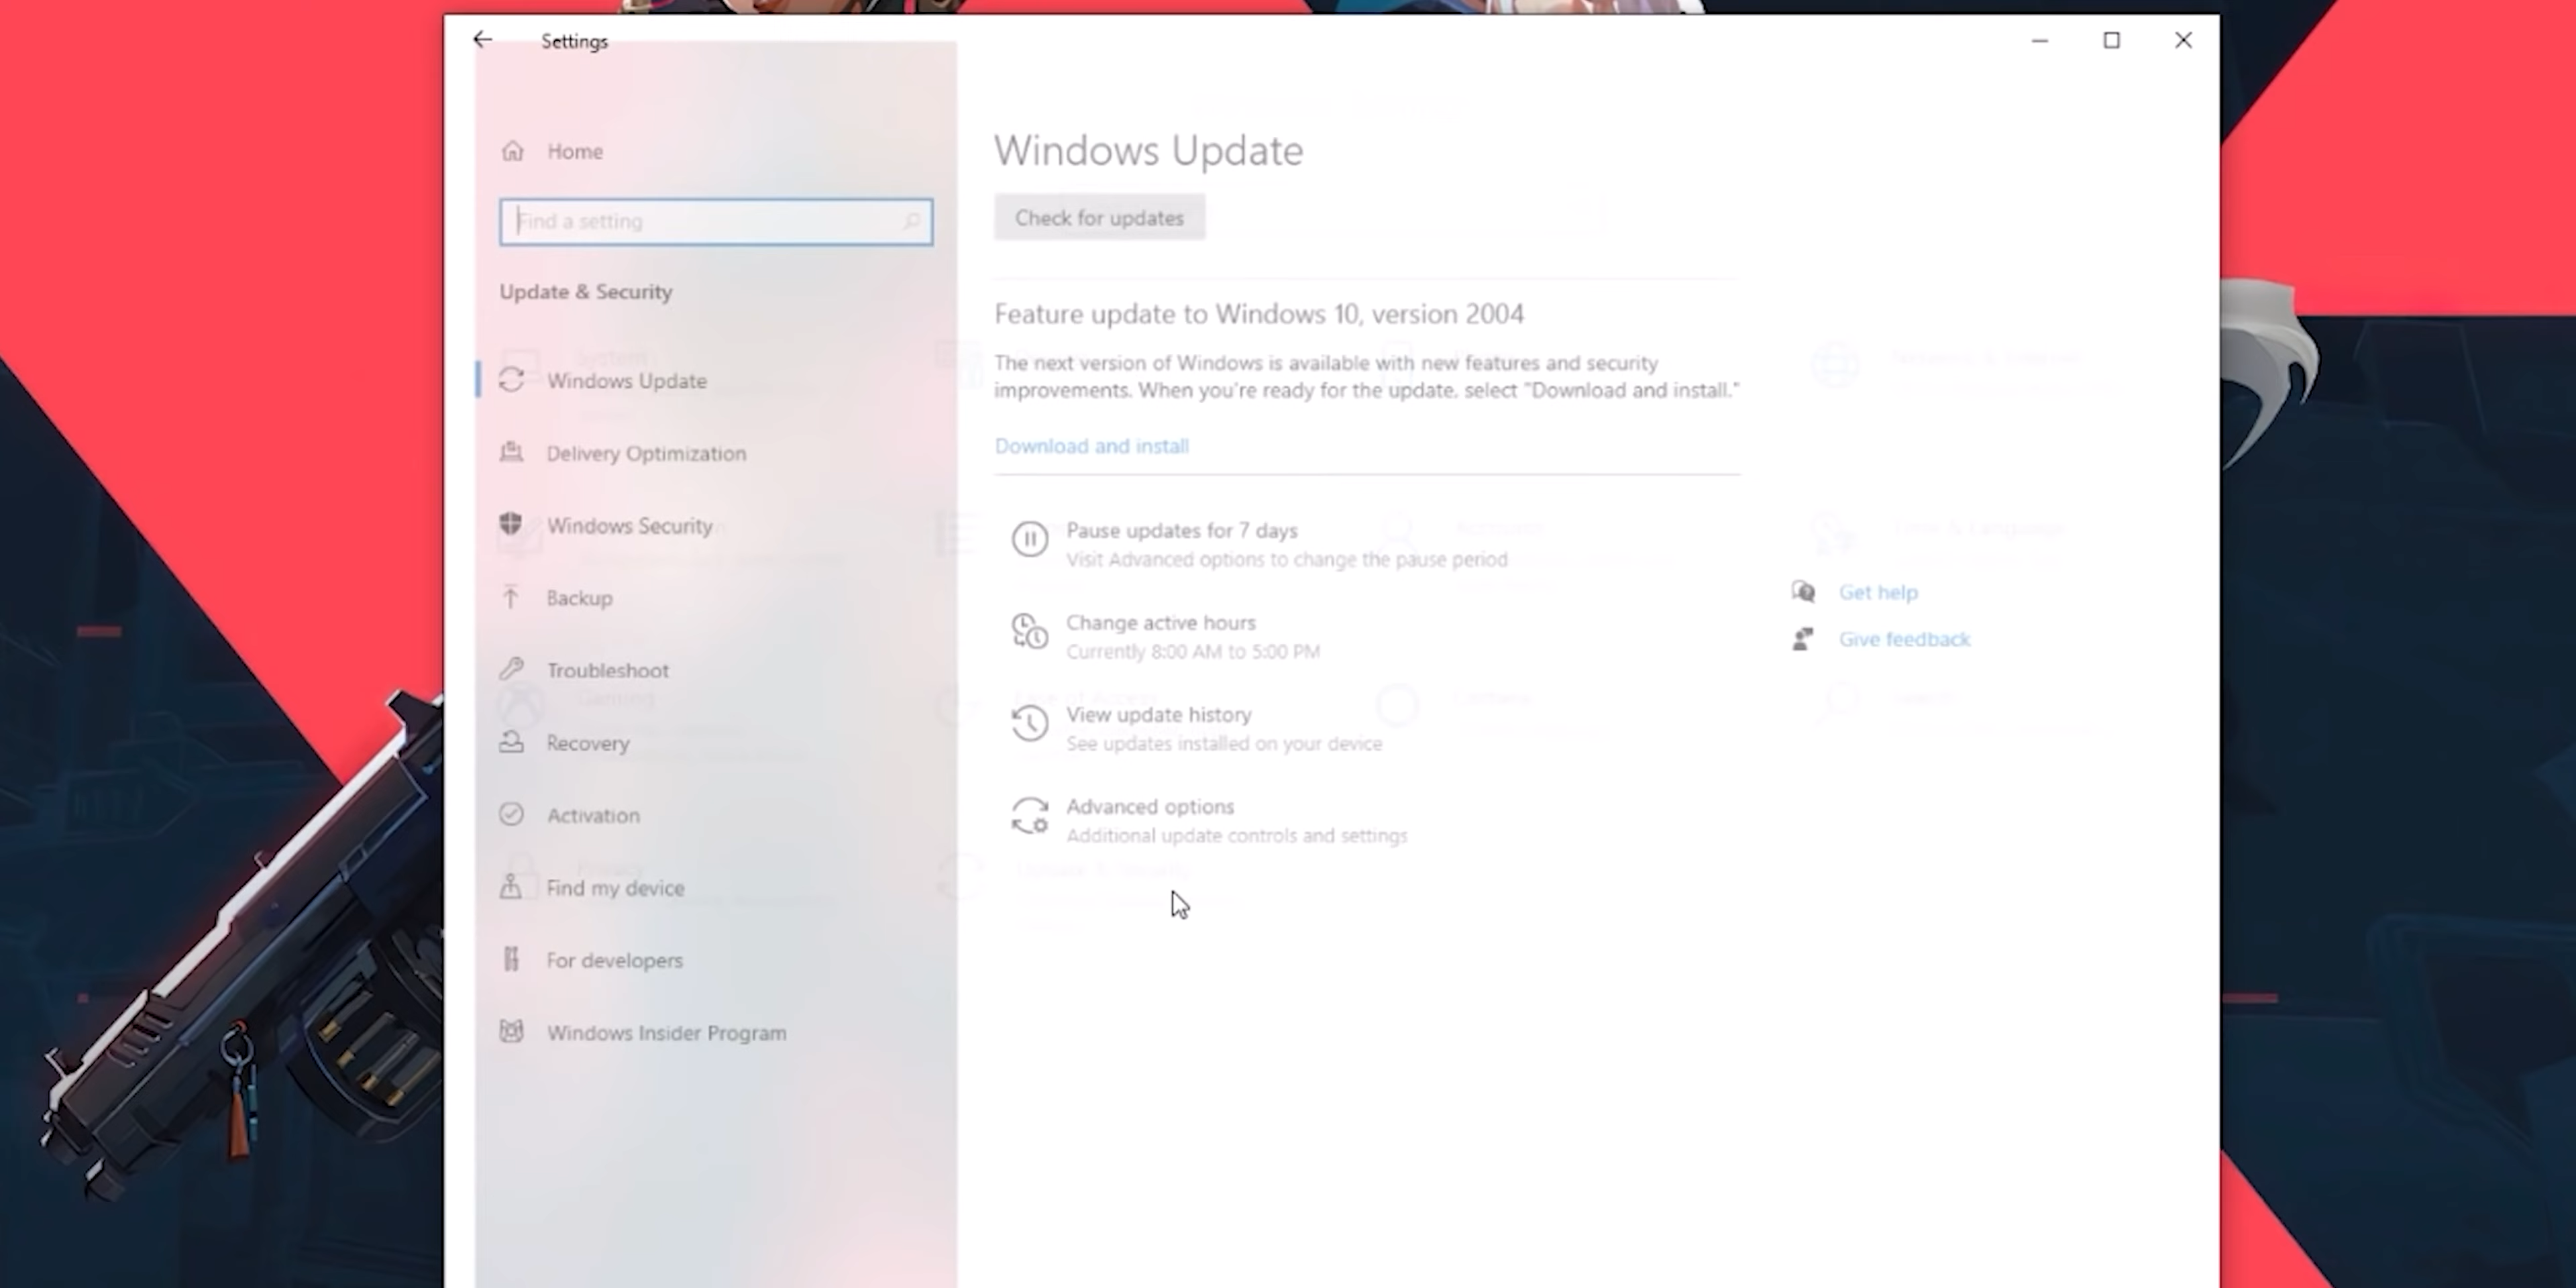 Settings
Home
Find a setting
Update & Security
Windows Update
Delivery Optimization
Windows Security
Backup
Troubleshoot
Recovery
Activation
Find my device
For developers
Windows Insider Program
Windows Update
Check for updates
Feature update to Windows 10, version 2004
The next version of Windows is available with new features and security
improvements. When you're ready for the update, select "Download and install."
Download and install
Pause updates for 7 days
Visit Advanced options to change the pause period
Change active hours
Currently 8:00 AM to 5:00 PM
View update history
See updates installed on your device
Advanced options
Additional update controls and settings
Get help
Give feedback